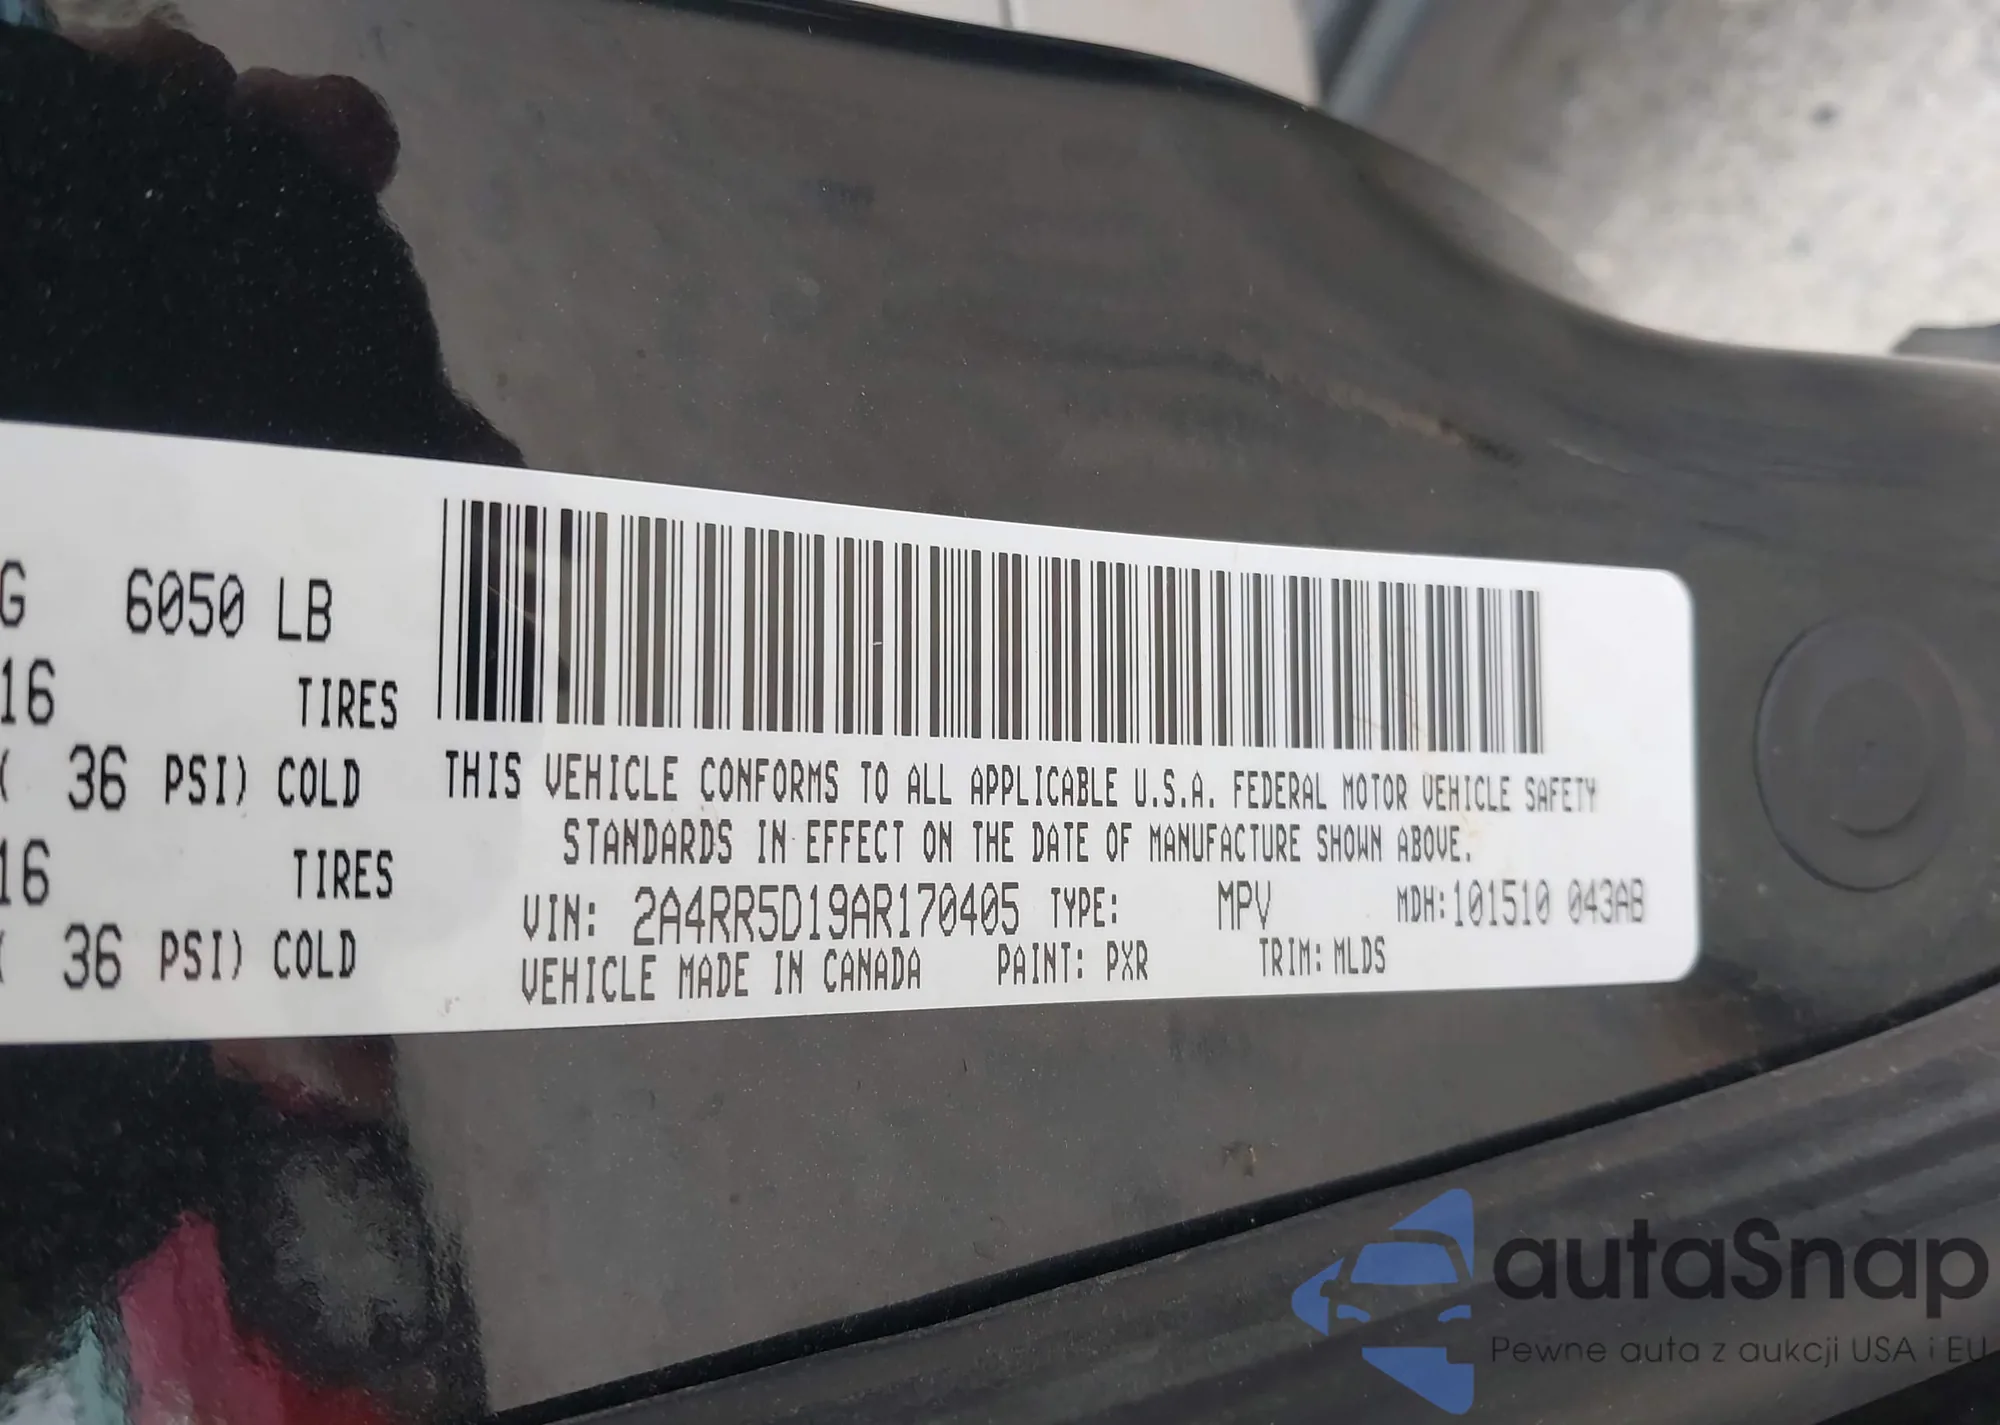 G 6050 LB
16 TIRES
( 36 PSI) COLD
16 TIRES
( 36 PSI) COLD
THIS VEHICLE CONFORMS TO ALL APPLICABLE U.S.A. FEDERAL MOTOR VEHICLE SAFETY
STANDARDS IN EFFECT ON THE DATE OF MANUFACTURE SHOWN ABOVE.
VIN: 2A4RR5D19AR170405 TYPE: MPV MDH:101510 043AB
VEHICLE MADE IN CANADA PAINT: PXR TRIM: MLDS
autaSnap
Pewne auta z aukcji USA i EU